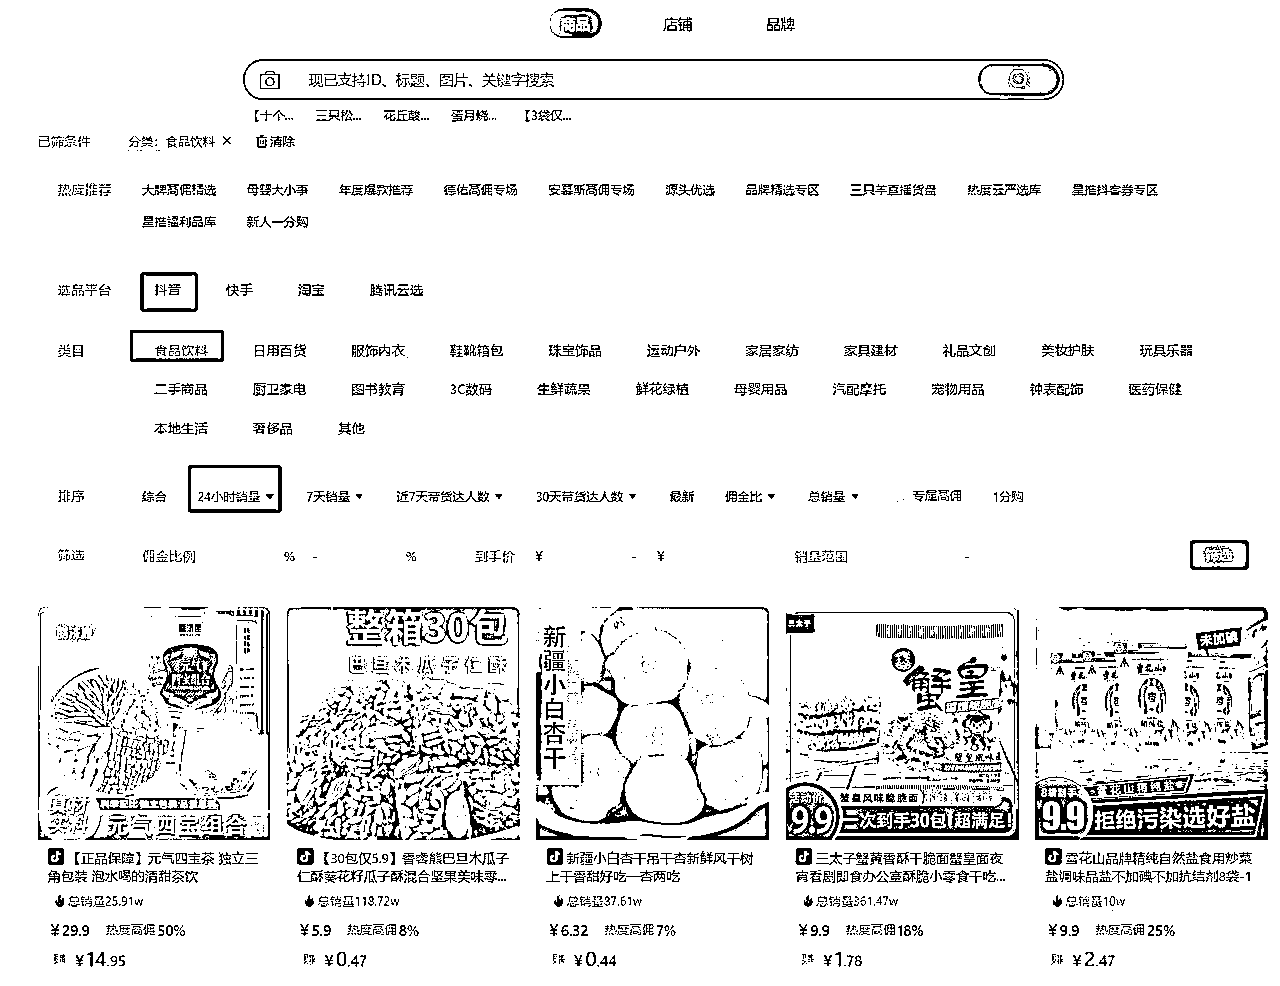 商品 店铺 品牌
现已支持ID、标题、图片、关键字搜索
【十个... 三只松... 花丘酸... 蛋月烧... 【3袋仅...
已筛条件 分类：食品饮料 × 清除
热度推荐 大牌高佣精选 母婴大小事 年度爆款推荐 德佑高佣专场 安慕斯高佣专场 源头优选 品牌精选专区 三只羊直播货盘 热度云严选库 星推抖客券专区
星推福利品库 新人一分购
选品平台 抖音 快手 淘宝 腾讯云选
类目 食品饮料 日用百货 服饰内衣 鞋靴箱包 珠宝饰品 运动户外 家居家纺 家具建材 礼品文创 美妆护肤 玩具乐器
二手商品 厨卫家电 图书教育 3C数码 生鲜蔬果 鲜花绿植 母婴用品 汽配摩托 宠物用品 钟表配饰 医药保健
本地生活 奢侈品 其他
排序 综合 24小时销量 7天销量 近7天带货达人数 30天带货达人数 最新 佣金比 总销量 专属高佣 1分购
筛选 佣金比例 % - % 到手价 ¥ - ¥ 销量范围 - 筛选
整箱30包
巴旦木瓜子仁酥
新疆小白杏干
蟹皇
未加碘
元气四宝组合
9.9 二次到手30包 超满足!
9.9 拒绝污染选好盐
【正品保障】元气四宝茶 独立三角包装 泡水喝的清甜茶饮
总销量25.91w
¥29.9 热度高佣50%
赚 ¥14.95
【30包仅5.9】香香熊巴旦木瓜子仁酥葵花籽瓜子酥混合坚果美味零...
总销量118.72w
¥5.9 热度高佣8%
赚 ¥0.47
新疆小白杏干吊干杏新鲜风干树上干香甜好吃一杏两吃
总销量37.61w
¥6.32 热度高佣7%
赚 ¥0.44
三太子蟹黄香酥干脆面蟹皇面夜宵看剧即食办公室酥脆小零食干吃...
总销量361.47w
¥9.9 热度高佣18%
赚 ¥1.78
雪花山品牌精纯自然盐食用炒菜盐调味品盐不加碘不加抗结剂8袋-1
总销量10w
¥9.9 热度高佣25%
赚 ¥2.47